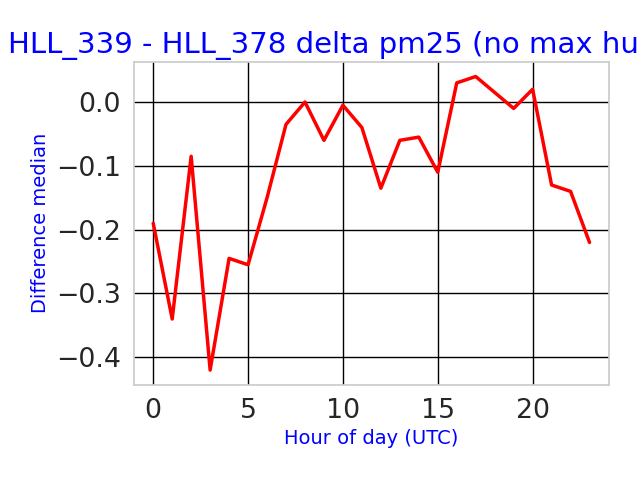 HLL_339 - HLL_378 delta pm25 (no max hu
0.0
−0.1
−0.2
−0.3
−0.4
Difference median
0 5 10 15 20
Hour of day (UTC)